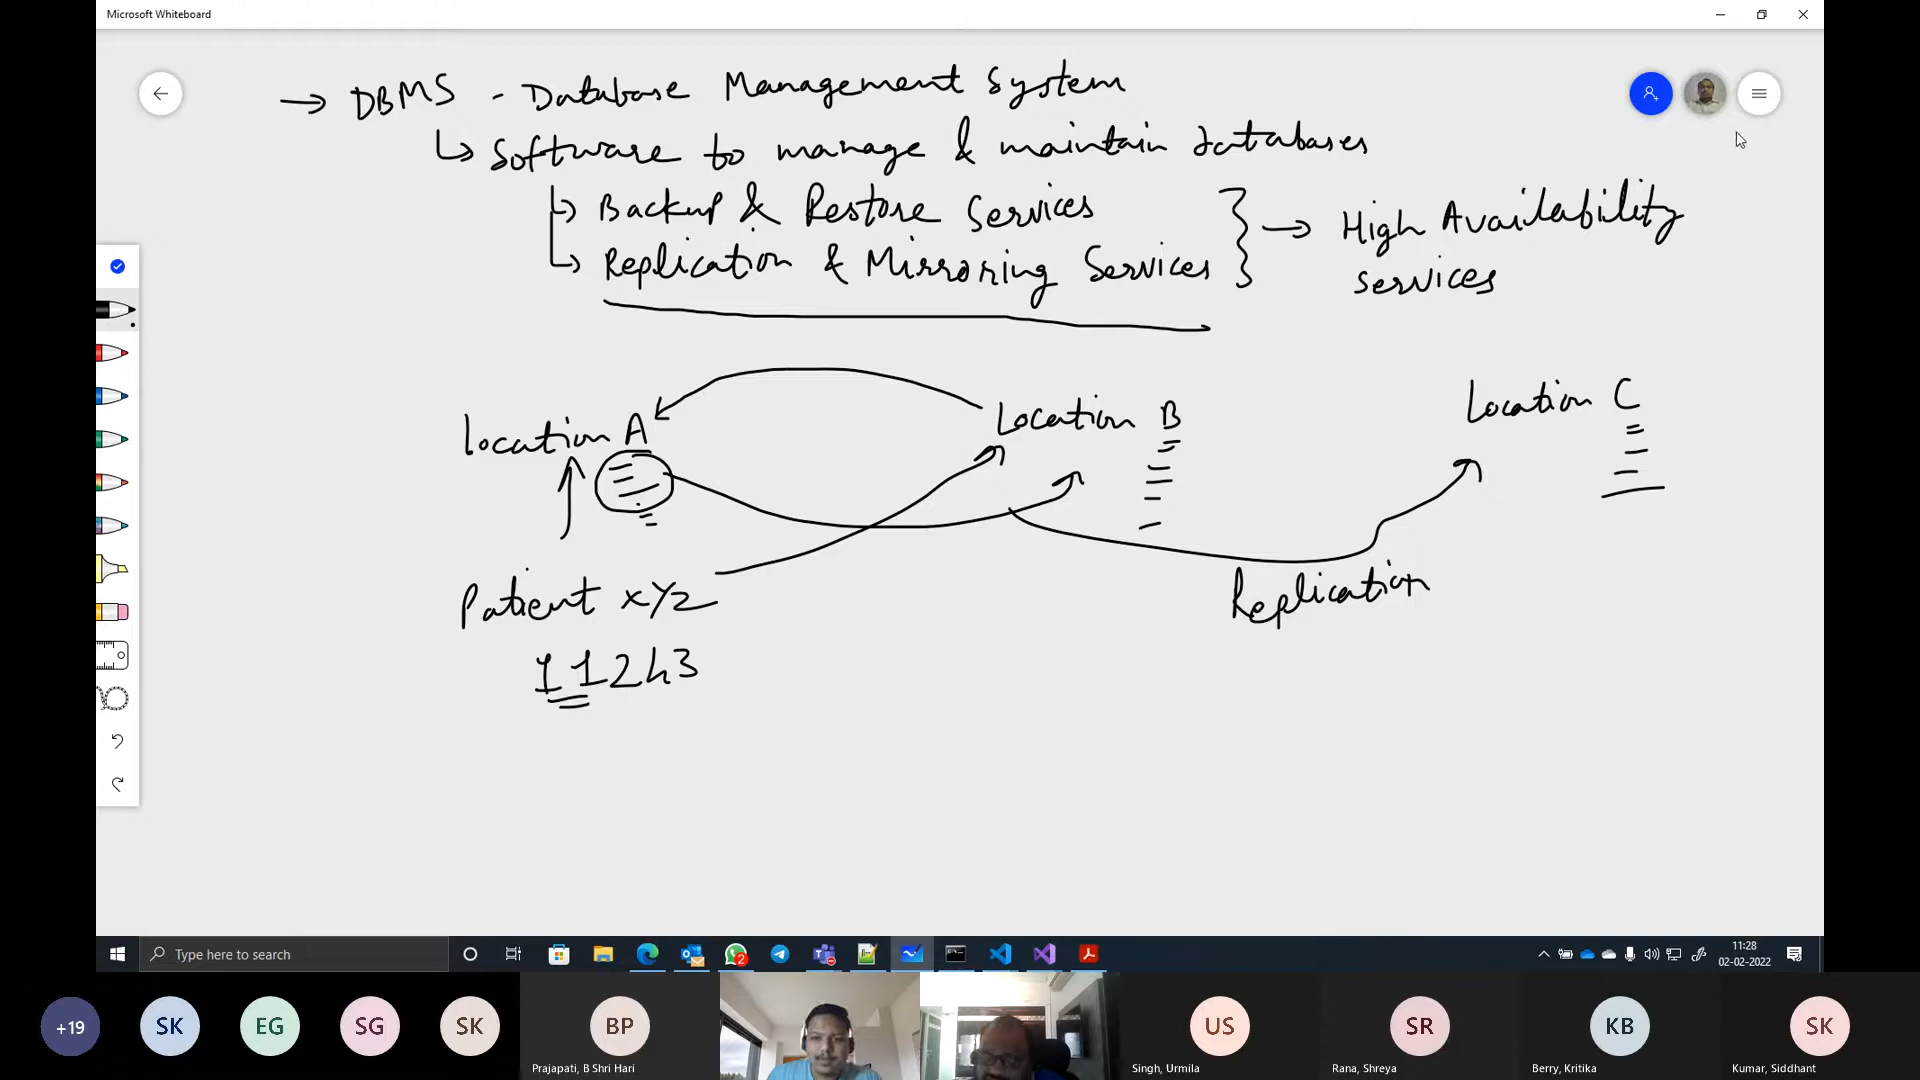 Microsoft Whiteboard
→ DBMS - Database Management System
↳ Software to manage & maintain databases
↳ Backup & Restore Services
↳ Replication & Mirroring Services
} → High Availability
services
Location A
Location B
Location C
Patient XYZ
Replication
Type here to search
2
11:28
02-02-2022
+19
SK
EG
SG
SK
BP
US
SR
KB
SK
Prajapati, B Shri Hari
Singh, Urmila
Rana, Shreya
Berry, Kritika
Kumar, Siddhant